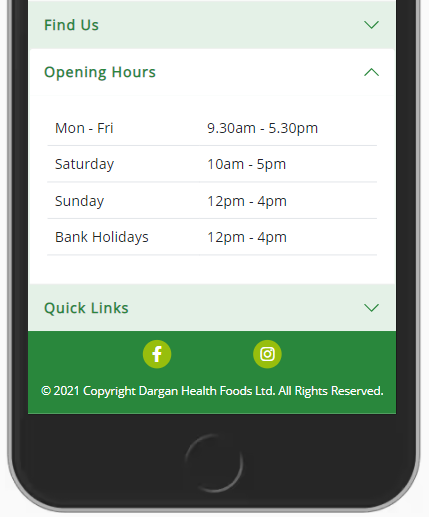 Find Us
Opening Hours
Mon - Fri 9.30am - 5.30pm
Saturday 10am - 5pm
Sunday 12pm - 4pm
Bank Holidays 12pm - 4pm
Quick Links
© 2021 Copyright Dargan Health Foods Ltd. All Rights Reserved.